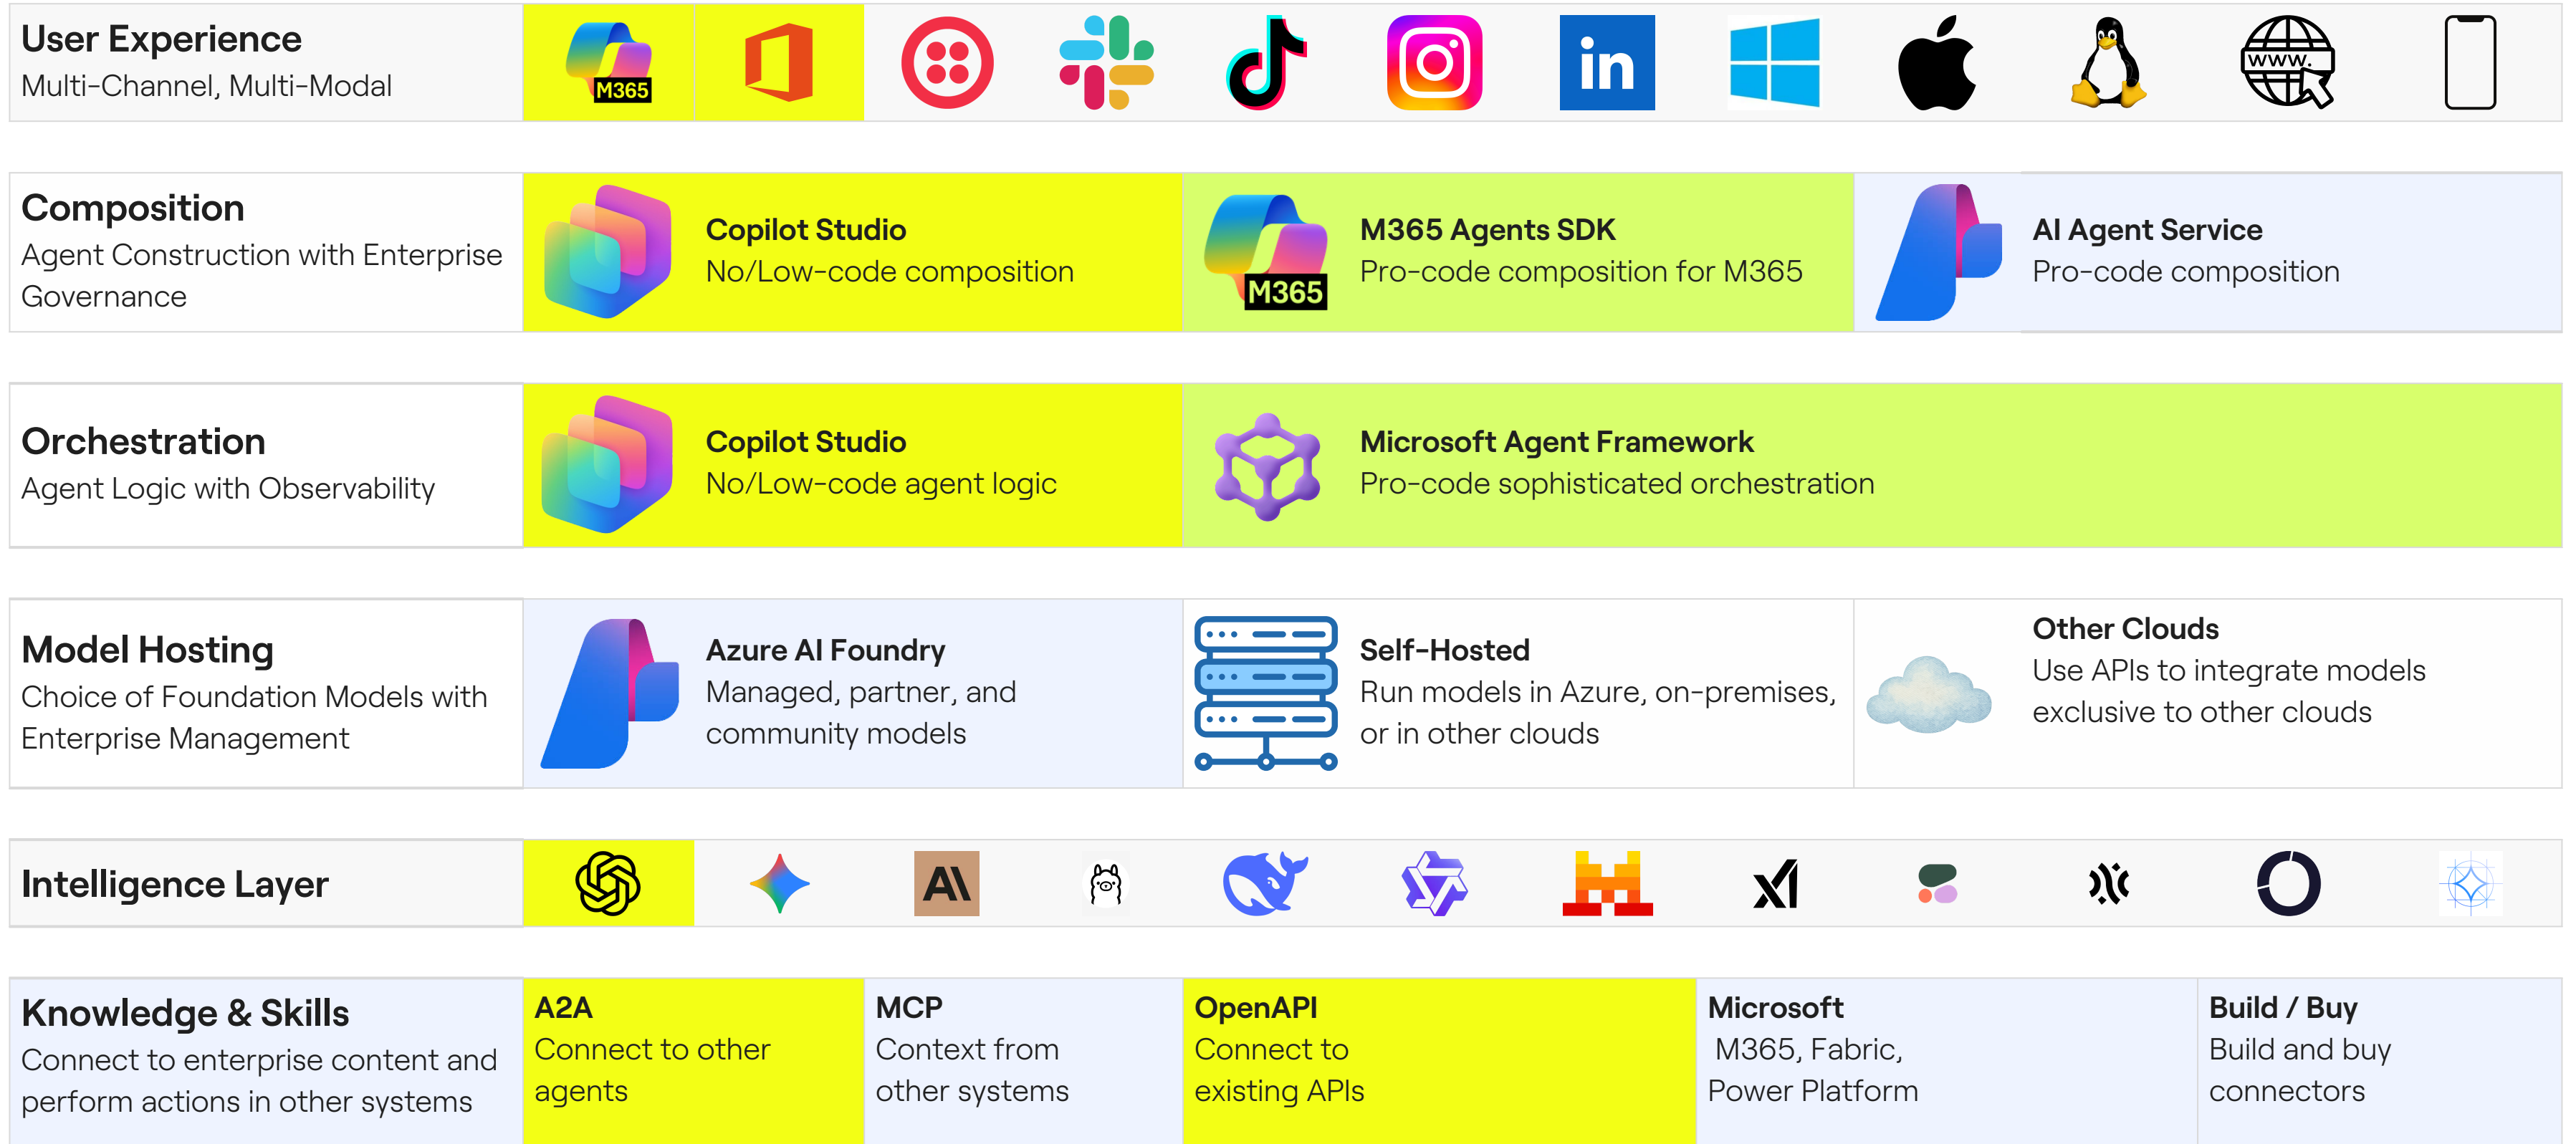 User Experience
Multi-Channel, Multi-Modal
M365
in
www.
Composition
Agent Construction with Enterprise
Governance
Copilot Studio
No/Low-code composition
M365
M365 Agents SDK
Pro-code composition for M365
AI Agent Service
Pro-code composition
Orchestration
Agent Logic with Observability
Copilot Studio
No/Low-code agent logic
Microsoft Agent Framework
Pro-code sophisticated orchestration
Model Hosting
Choice of Foundation Models with
Enterprise Management
Azure AI Foundry
Managed, partner, and
community models
Self-Hosted
Run models in Azure, on-premises,
or in other clouds
Other Clouds
Use APIs to integrate models
exclusive to other clouds
Intelligence Layer
A\
xI
Knowledge & Skills
Connect to enterprise content and
perform actions in other systems
A2A
Connect to other
agents
MCP
Context from
other systems
OpenAPI
Connect to
existing APIs
Microsoft
M365, Fabric,
Power Platform
Build / Buy
Build and buy
connectors